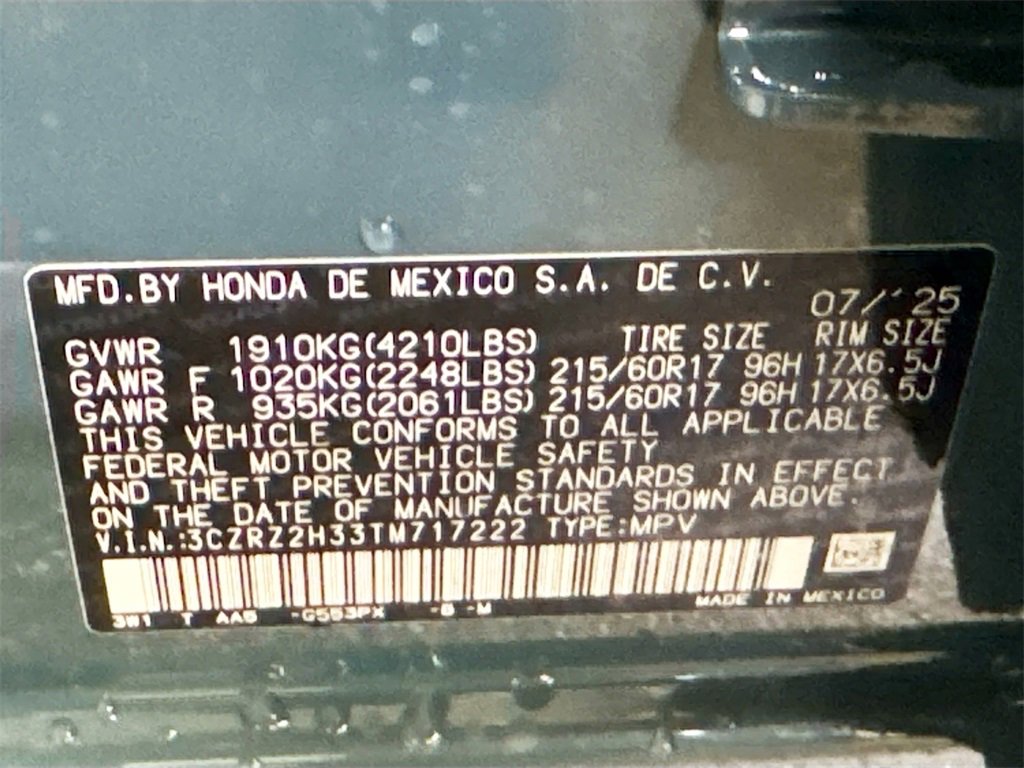 MFD.BY HONDA DE MEXICO S.A. DE C.V.
07/'25
TIRE SIZE RIM SIZE
GVWR 1910KG(4210LBS)
GAWR F 1020KG(2248LBS) 215/60R17 96H 17X6.5J
GAWR R 935KG(2061LBS) 215/60R17 96H 17X6.5J
THIS VEHICLE CONFORMS TO ALL APPLICABLE
FEDERAL MOTOR VEHICLE SAFETY
AND THEFT PREVENTION STANDARDS IN EFFECT
ON THE DATE OF MANUFACTURE SHOWN ABOVE.
V.I.N.:3CZRZ2H33TM717222 TYPE:MPV
3W1 T AA5 -G553PX -B -M
MADE IN MEXICO